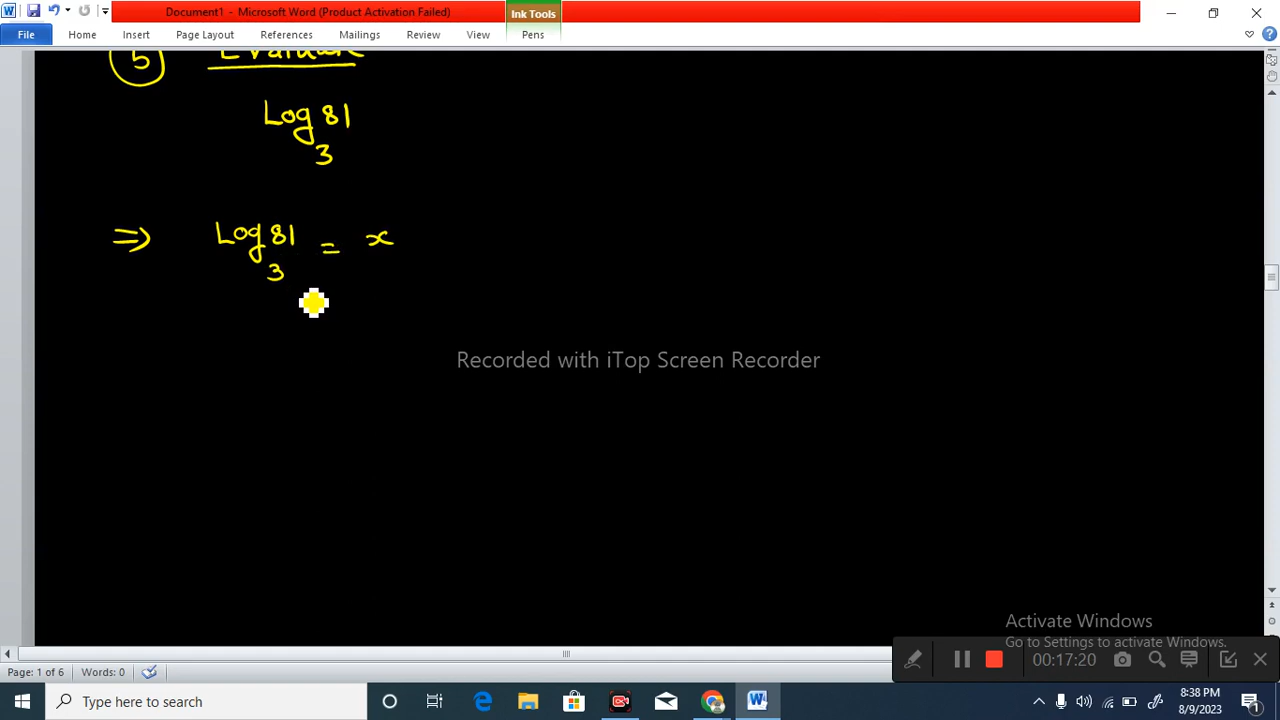 Document1 - Microsoft Word (Product Activation Failed)
Ink Tools
File Home Insert Page Layout References Mailings Review View Pens
5 Evaluate
Log 81
3
⇒ Log 81 = x
3
Recorded with iTop Screen Recorder
Activate Windows
Go to Settings to activate Windows.
00:17:20
Page: 1 of 6 Words: 0
Type here to search
8:38 PM
8/9/2023